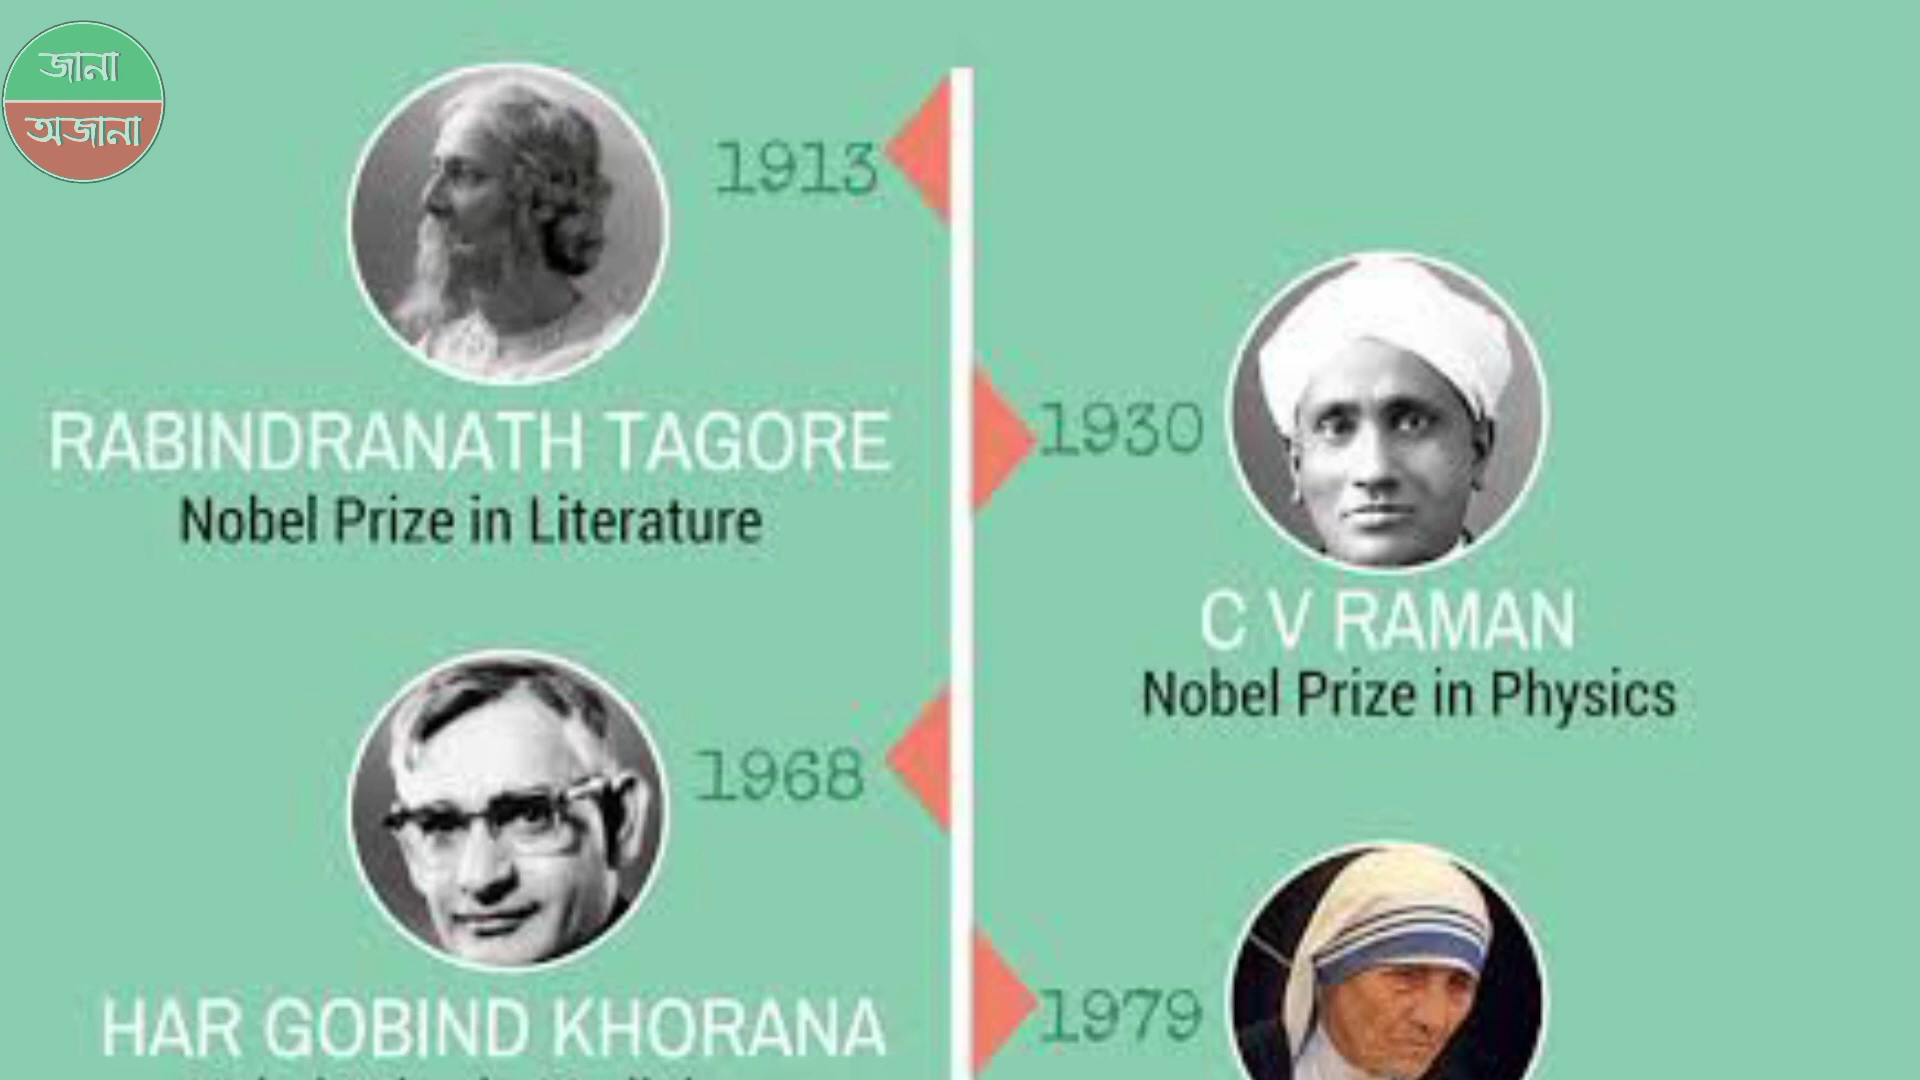 জানা
অজানা
1913
RABINDRANATH TAGORE
Nobel Prize in Literature
1930
C V RAMAN
Nobel Prize in Physics
1968
HAR GOBIND KHORANA
1979